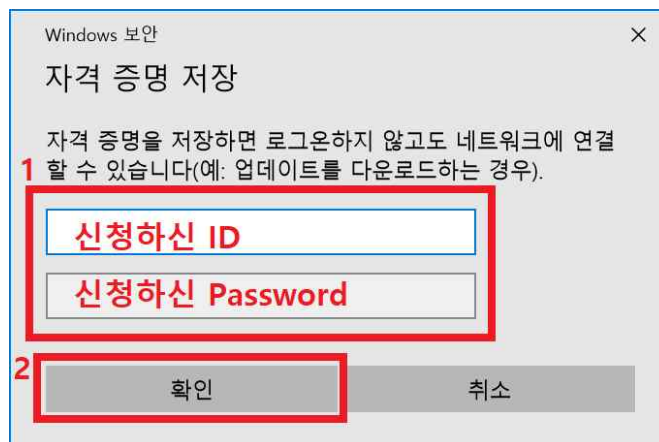 Windows 보안
자격 증명 저장
자격 증명을 저장하면 로그온하지 않고도 네트워크에 연결
1 할 수 있습니다(예: 업데이트를 다운로드하는 경우).
신청하신 ID
신청하신 Password
2
확인 취소